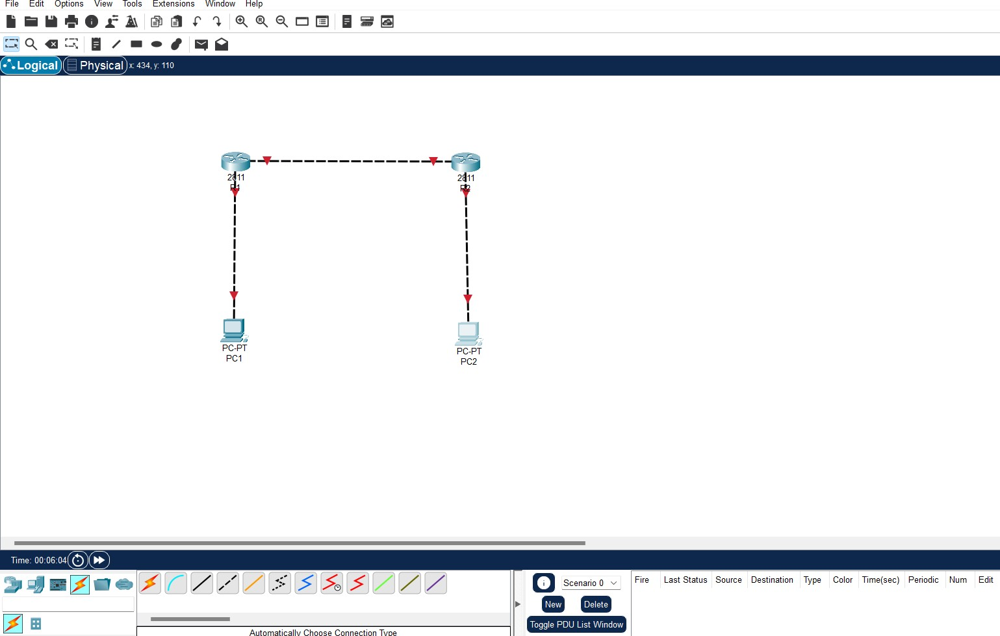 File Edit Options View Tools Extensions Window Help
Logical Physical x: 434, y: 110
2811
R1
2811
R2
PC-PT
PC1
PC-PT
PC2
Time: 00:06:04
Scenario 0
New Delete
Toggle PDU List Window
Fire Last Status Source Destination Type Color Time(sec) Periodic Num Edit
Automatically Choose Connection Type